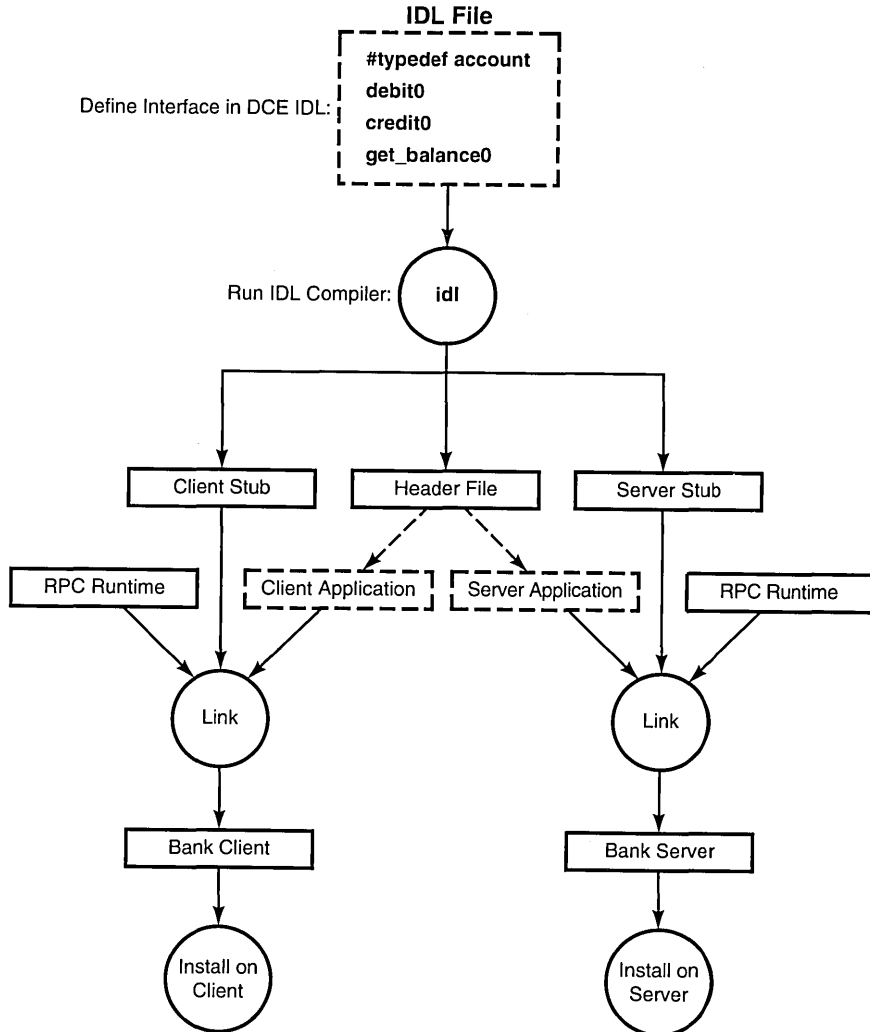 IDL File
#typedef account
debit0
Define Interface in DCE IDL:
credit0
get_balance0
Run IDL Compiler:
idl
Client Stub
Header File
Server Stub
RPC Runtime
Client Application
Server Application
RPC Runtime
Link
Link
Bank Client
Bank Server
Install on
Client
Install on
Server